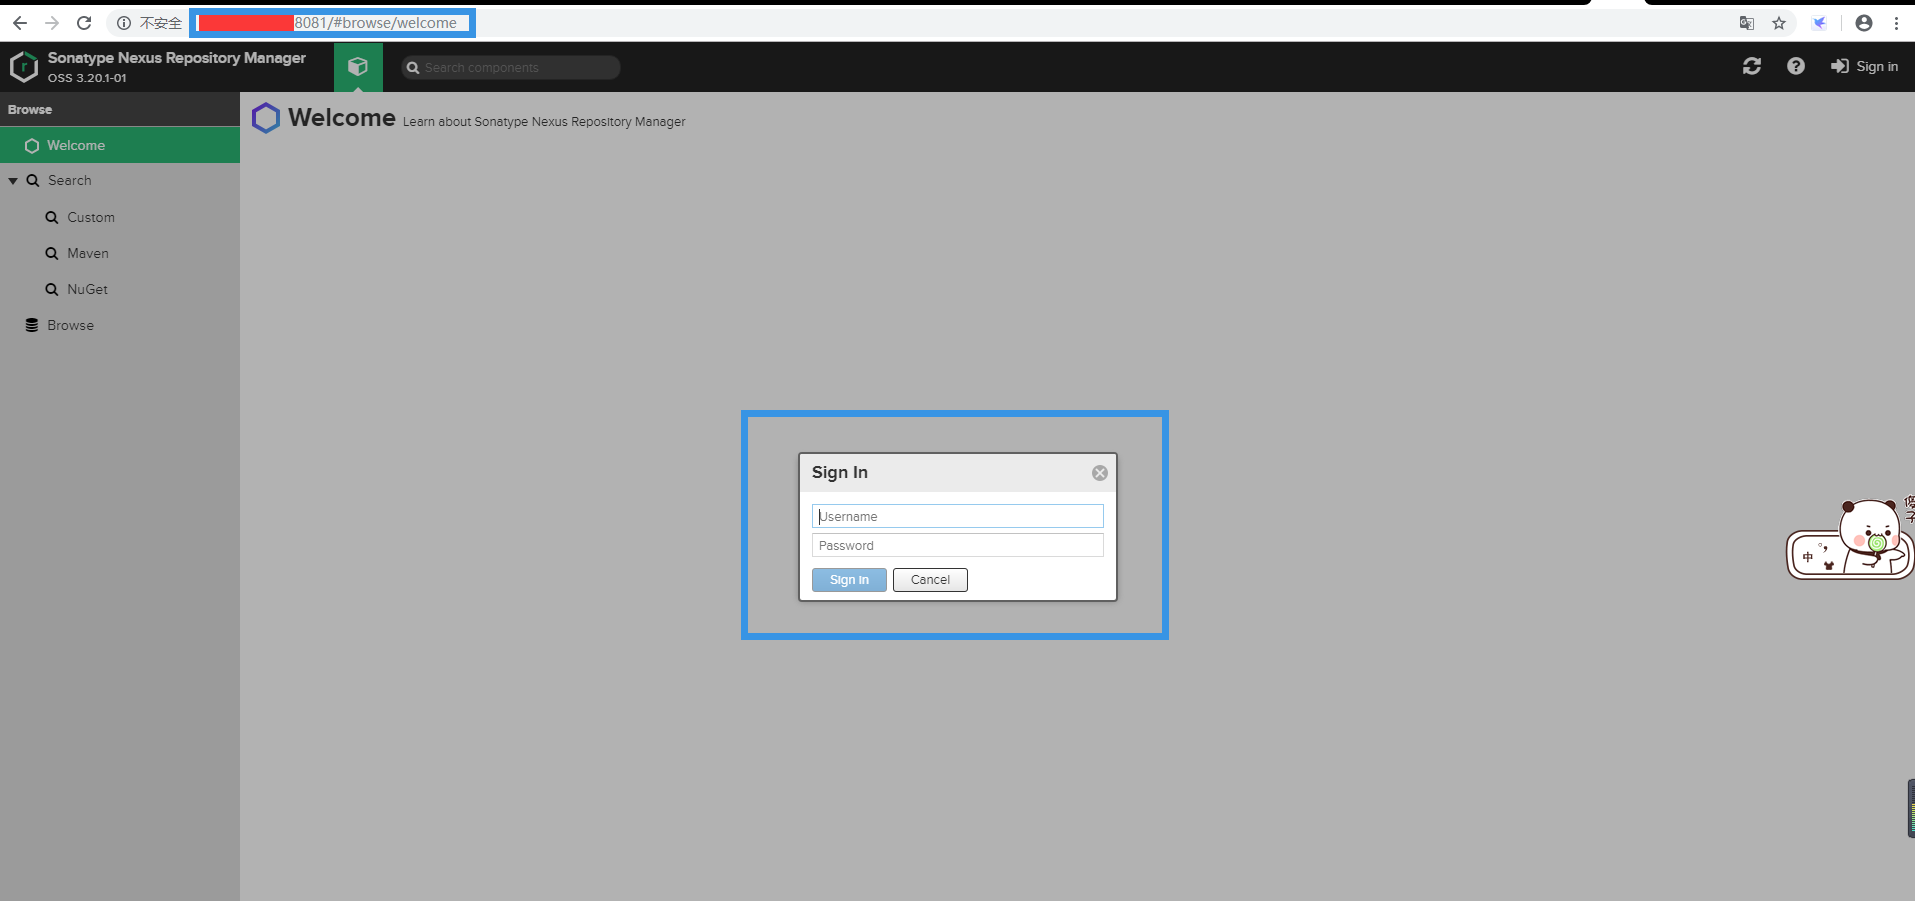 不安全 8081/#browse/welcome
Sonatype Nexus Repository Manager
OSS 3.20.1-01
Search components
Sign in
Browse
Welcome
Search
Custom
Maven
NuGet
Browse
Welcome Learn about Sonatype Nexus Repository Manager
Sign In
Username
Password
Sign in Cancel
中